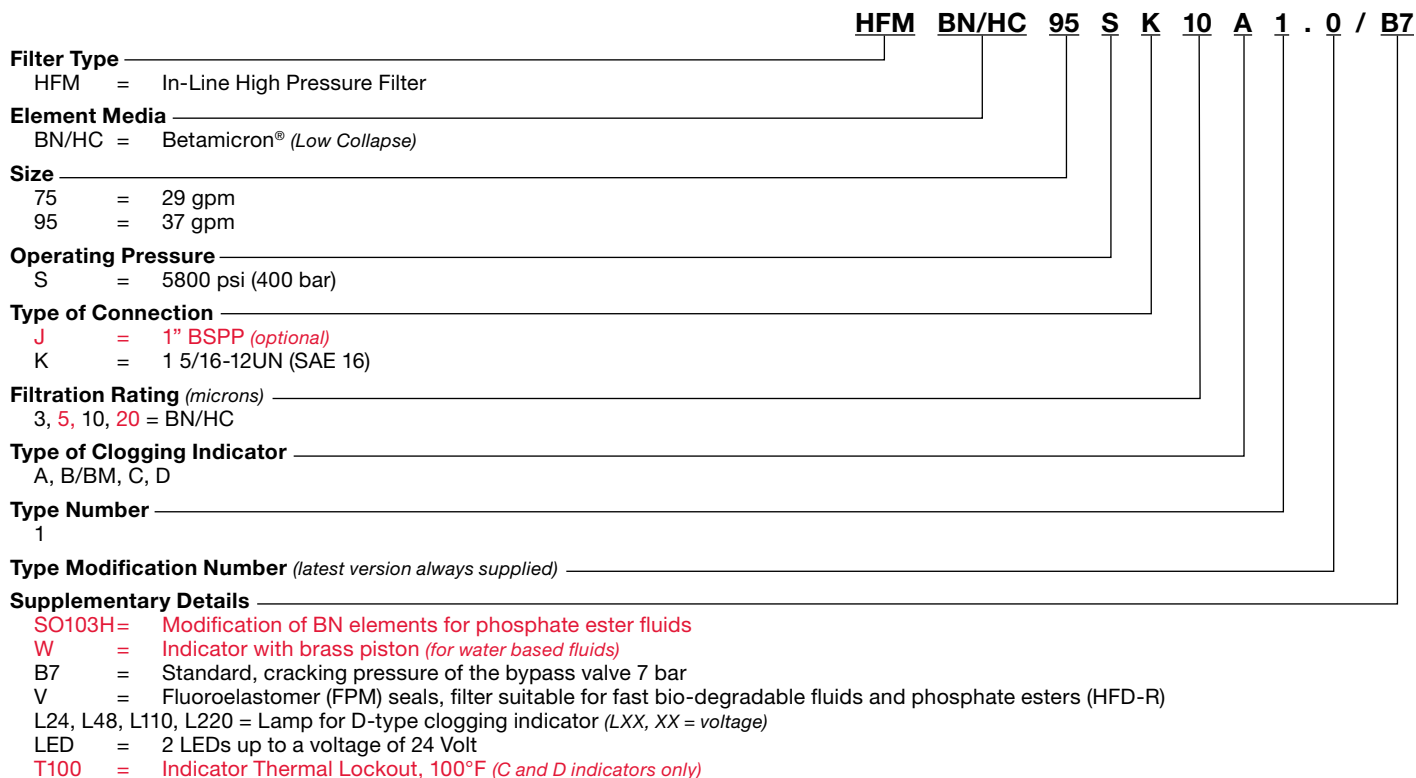 HFM BN/HC 95 S K 10 A 1 . 0 / B7
Filter Type
HFM = In-Line High Pressure Filter
Element Media
BN/HC = Betamicron® (Low Collapse)
Size
75 = 29 gpm
95 = 37 gpm
Operating Pressure
S = 5800 psi (400 bar)
Type of Connection
J = 1” BSPP (optional)
K = 1 5/16-12UN (SAE 16)
Filtration Rating (microns)
3, 5, 10, 20 = BN/HC
Type of Clogging Indicator
A, B/BM, C, D
Type Number
1
Type Modification Number (latest version always supplied)
Supplementary Details
SO103H= Modification of BN elements for phosphate ester fluids
W = Indicator with brass piston (for water based fluids)
B7 = Standard, cracking pressure of the bypass valve 7 bar
V = Fluoroelastomer (FPM) seals, filter suitable for fast bio-degradable fluids and phosphate esters (HFD-R)
L24, L48, L110, L220 = Lamp for D-type clogging indicator (LXX, XX = voltage)
LED = 2 LEDs up to a voltage of 24 Volt
T100 = Indicator Thermal Lockout, 100°F (C and D indicators only)